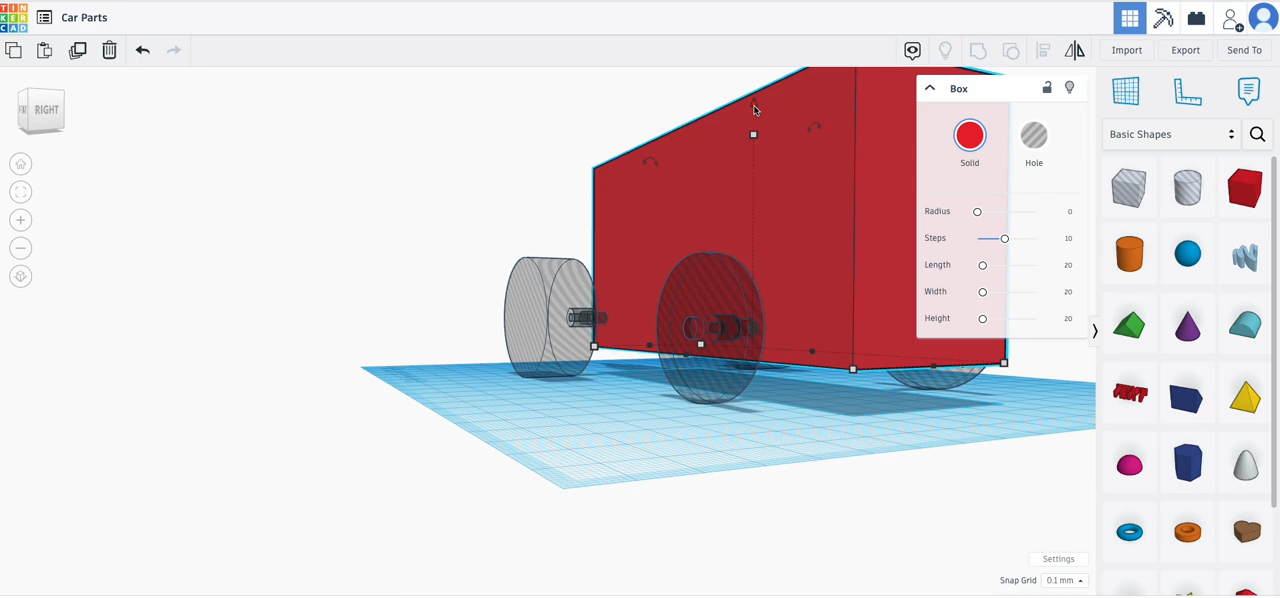 TIN
KER
CAD
Car Parts
Import
Export
Send To
RIGHT
Box
Solid
Hole
Radius 0
Steps 10
Length 20
Width 20
Height 20
Basic Shapes
TEXT
Settings
Snap Grid 0.1 mm